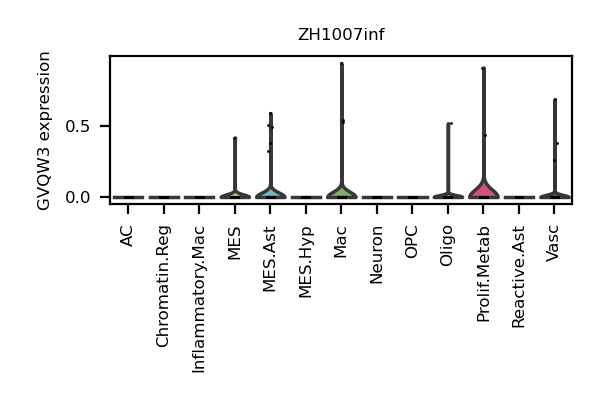 ZH1007inf
GVQW3 expression
0.5
0.0
AC
Chromatin.Reg
Inflammatory.Mac
MES
MES.Ast
MES.Hyp
Mac
Neuron
OPC
Oligo
Prolif.Metab
Reactive.Ast
Vasc